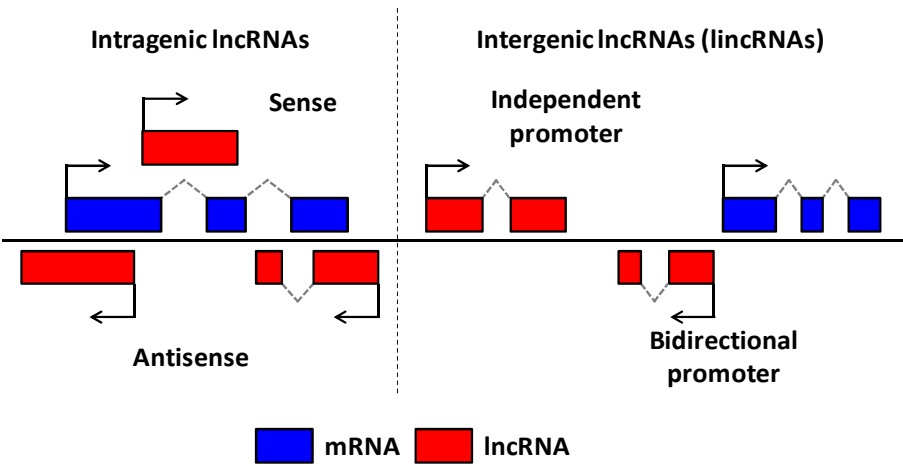 Intragenic lncRNAs
Intergenic lncRNAs (lincRNAs)
Sense
Independent
promoter
Antisense
Bidirectional
promoter
mRNA
lncRNA